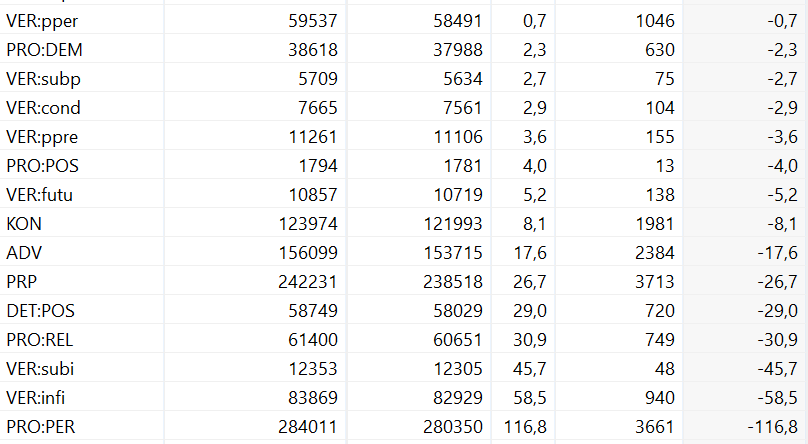 VER:pper 59537 58491 0,7 1046 -0,7
PRO:DEM 38618 37988 2,3 630 -2,3
VER:subp 5709 5634 2,7 75 -2,7
VER:cond 7665 7561 2,9 104 -2,9
VER:ppre 11261 11106 3,6 155 -3,6
PRO:POS 1794 1781 4,0 13 -4,0
VER:futu 10857 10719 5,2 138 -5,2
KON 123974 121993 8,1 1981 -8,1
ADV 156099 153715 17,6 2384 -17,6
PRP 242231 238518 26,7 3713 -26,7
DET:POS 58749 58029 29,0 720 -29,0
PRO:REL 61400 60651 30,9 749 -30,9
VER:subi 12353 12305 45,7 48 -45,7
VER:infi 83869 82929 58,5 940 -58,5
PRO:PER 284011 280350 116,8 3661 -116,8